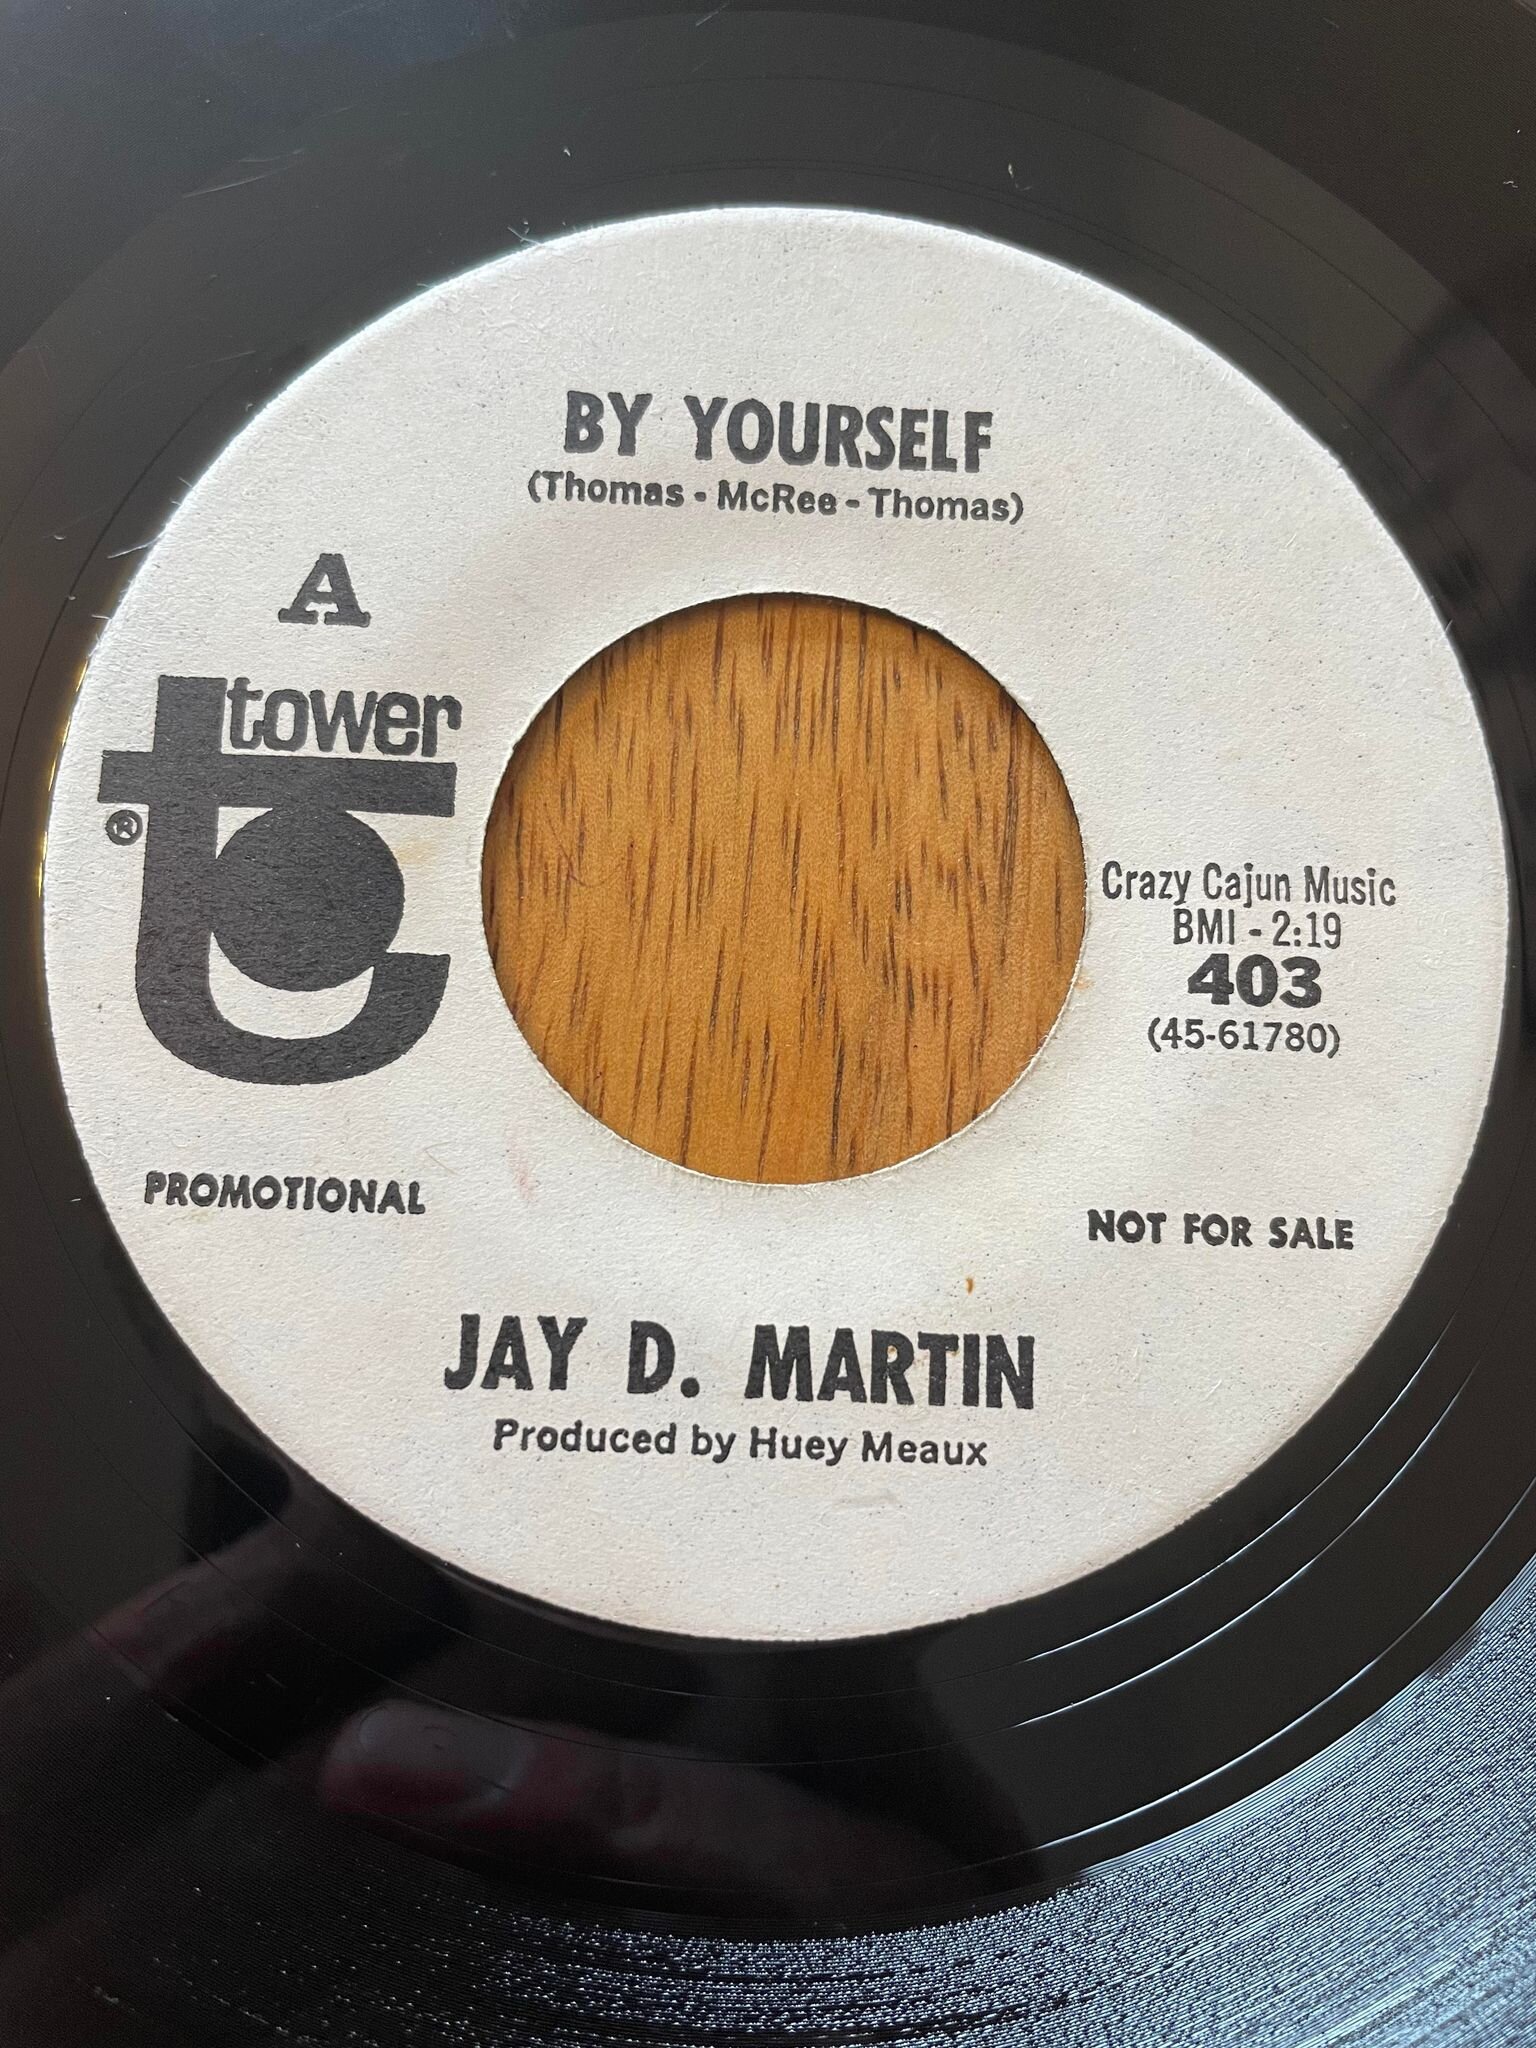 BY YOURSELF
(Thomas - McRee - Thomas)
A
tower
®
Crazy Cajun Music
BMI - 2:19
403
(45-61780)
PROMOTIONAL
NOT FOR SALE
JAY D. MARTIN
Produced by Huey Meaux